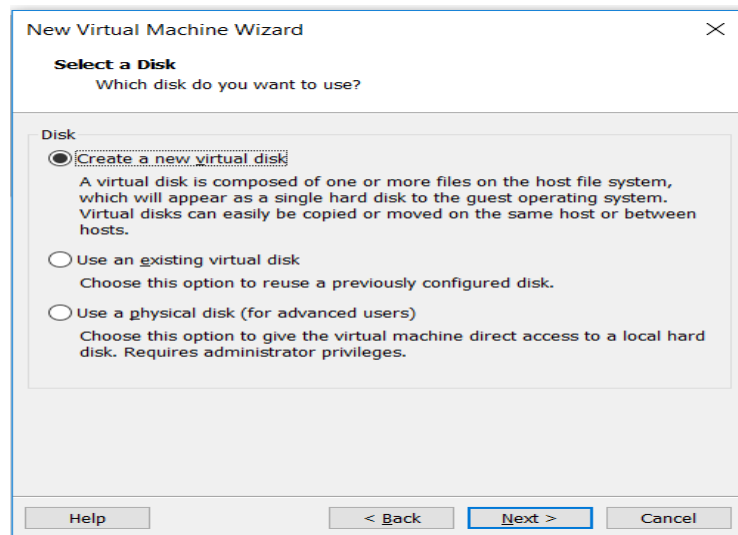 New Virtual Machine Wizard
Select a Disk
Which disk do you want to use?
Disk
Create a new virtual disk
A virtual disk is composed of one or more files on the host file system,
which will appear as a single hard disk to the guest operating system.
Virtual disks can easily be copied or moved on the same host or between
hosts.
Use an existing virtual disk
Choose this option to reuse a previously configured disk.
Use a physical disk (for advanced users)
Choose this option to give the virtual machine direct access to a local hard
disk. Requires administrator privileges.
Help < Back Next > Cancel